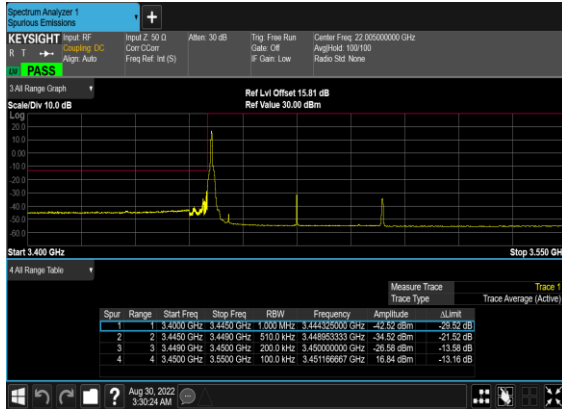 Spectrum Analyzer 1
Spurious Emissions
+
KEYSIGHT Input: RF Input Z: 50 Ω Atten: 30 dB Trig: Free Run Center Freq: 22.005000000 GHz
R T Coupling: DC Corr CCorr Gate: Off Avg|Hold: 100/100
Align: Auto Freq Ref: Int (S) IF Gain: Low Radio Std: None
PASS
3 All Range Graph Ref Lvl Offset 15.81 dB
Scale/Div 10.0 dB Ref Value 30.00 dBm
Log
20.0
10.0
0.00
-10.0
-20.0
-30.0
-40.0
-50.0
-60.0
Start 3.400 GHz Stop 3.550 GH
4 All Range Table
Measure Trace Trace 1
Trace Type Trace Average (Active)
Spur Range Start Freq Stop Freq RBW Frequency Amplitude ΔLimit
1 1 3.4000 GHz 3.4450 GHz 1.000 MHz 3.444325000 GHz -42.52 dBm -29.52 dB
2 2 3.4450 GHz 3.4490 GHz 510.0 kHz 3.448953333 GHz -34.52 dBm -21.52 dB
3 3 3.4490 GHz 3.4500 GHz 200.0 kHz 3.450000000 GHz -26.58 dBm -13.58 dB
4 4 3.4500 GHz 3.5500 GHz 100.0 kHz 3.451166667 GHz 16.84 dBm -13.16 dB
? Aug 30, 2022
3:30:24 AM